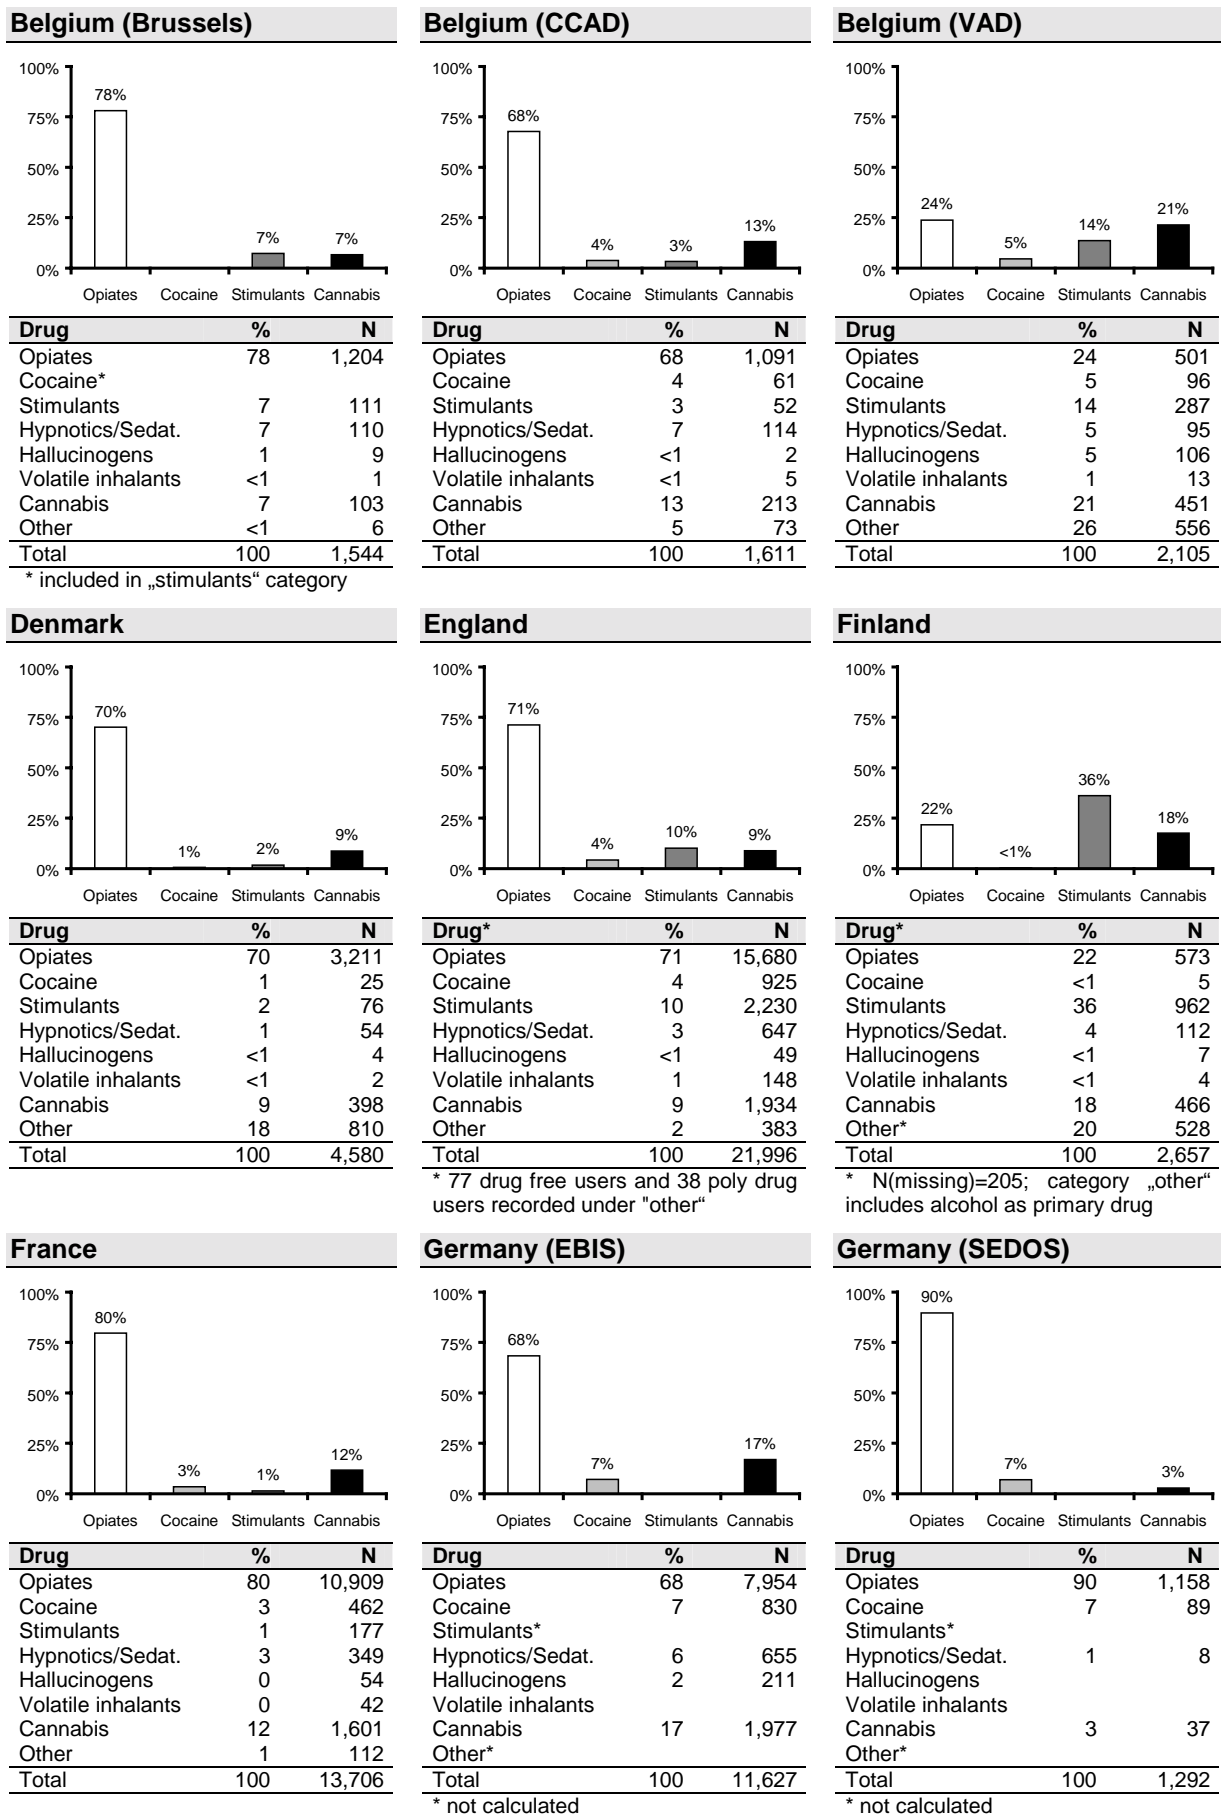 Belgium (Brussels)
100%
75%
50%
25%
0%
78%
7%
7%
Opiates Cocaine Stimulants Cannabis
Drug % N
Opiates 78 1,204
Cocaine*
Stimulants 7 111
Hypnotics/Sedat. 7 110
Hallucinogens 1 9
Volatile inhalants <1 1
Cannabis 7 103
Other <1 6
Total 100 1,544
* included in „stimulants“ category
Belgium (CCAD)
100%
75%
50%
25%
0%
68%
4%
3%
13%
Opiates Cocaine Stimulants Cannabis
Drug % N
Opiates 68 1,091
Cocaine 4 61
Stimulants 3 52
Hypnotics/Sedat. 7 114
Hallucinogens <1 2
Volatile inhalants <1 5
Cannabis 13 213
Other 5 73
Total 100 1,611
Belgium (VAD)
100%
75%
50%
25%
0%
24%
5%
14%
21%
Opiates Cocaine Stimulants Cannabis
Drug % N
Opiates 24 501
Cocaine 5 96
Stimulants 14 287
Hypnotics/Sedat. 5 95
Hallucinogens 5 106
Volatile inhalants 1 13
Cannabis 21 451
Other 26 556
Total 100 2,105
Denmark
100%
75%
50%
25%
0%
70%
1%
2%
9%
Opiates Cocaine Stimulants Cannabis
Drug % N
Opiates 70 3,211
Cocaine 1 25
Stimulants 2 76
Hypnotics/Sedat. 1 54
Hallucinogens <1 4
Volatile inhalants <1 2
Cannabis 9 398
Other 18 810
Total 100 4,580
England
100%
75%
50%
25%
0%
71%
4%
10%
9%
Opiates Cocaine Stimulants Cannabis
Drug* % N
Opiates 71 15,680
Cocaine 4 925
Stimulants 10 2,230
Hypnotics/Sedat. 3 647
Hallucinogens <1 49
Volatile inhalants 1 148
Cannabis 9 1,934
Other 2 383
Total 100 21,996
* 77 drug free users and 38 poly drug
users recorded under "other“
Finland
100%
75%
50%
25%
0%
22%
<1%
36%
18%
Opiates Cocaine Stimulants Cannabis
Drug* % N
Opiates 22 573
Cocaine <1 5
Stimulants 36 962
Hypnotics/Sedat. 4 112
Hallucinogens <1 7
Volatile inhalants <1 4
Cannabis 18 466
Other* 20 528
Total 100 2,657
* N(missing)=205; category „other“
includes alcohol as primary drug
France
100%
75%
50%
25%
0%
80%
3%
1%
12%
Opiates Cocaine Stimulants Cannabis
Drug % N
Opiates 80 10,909
Cocaine 3 462
Stimulants 1 177
Hypnotics/Sedat. 3 349
Hallucinogens 0 54
Volatile inhalants 0 42
Cannabis 12 1,601
Other 1 112
Total 100 13,706
Germany (EBIS)
100%
75%
50%
25%
0%
68%
7%
17%
Opiates Cocaine Stimulants Cannabis
Drug % N
Opiates 68 7,954
Cocaine 7 830
Stimulants*
Hypnotics/Sedat. 6 655
Hallucinogens 2 211
Volatile inhalants
Cannabis 17 1,977
Other*
Total 100 11,627
* not calculated
Germany (SEDOS)
100%
75%
50%
25%
0%
90%
7%
3%
Opiates Cocaine Stimulants Cannabis
Drug % N
Opiates 90 1,158
Cocaine 7 89
Stimulants*
Hypnotics/Sedat. 1 8
Hallucinogens
Volatile inhalants
Cannabis 3 37
Other*
Total 100 1,292
* not calculated